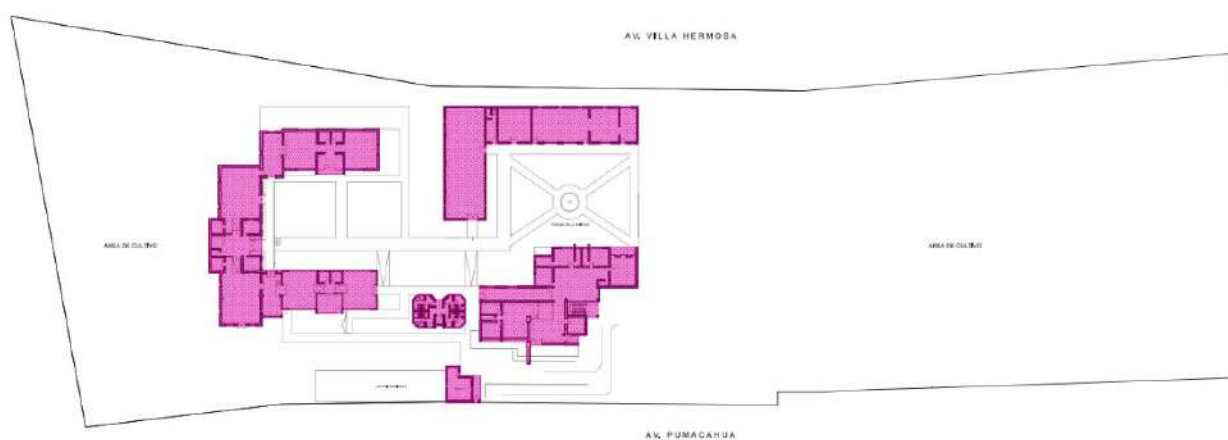 AV. VILLA HERMOSA
AREA DE CULTIVO
AREA DE CULTIVO
AV. PUMACAHUA